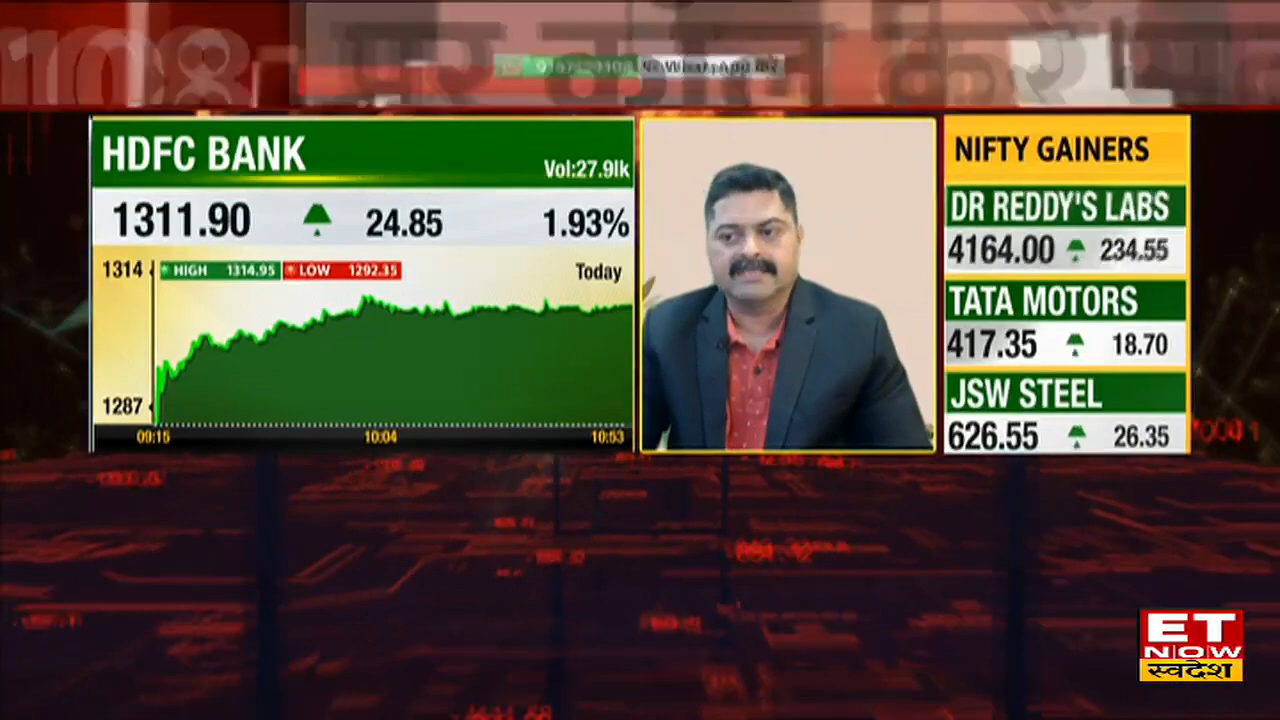 HDFC BANK
Vol:27.9lk
1311.90 24.85 1.93%
1314 HIGH 1314.95 LOW 1292.35 Today
1287
09:15 10:04 10:53
NIFTY GAINERS
DR REDDY'S LABS
4164.00 234.55
TATA MOTORS
417.35 18.70
JSW STEEL
626.55 26.35
ET
NOW
स्वदेश